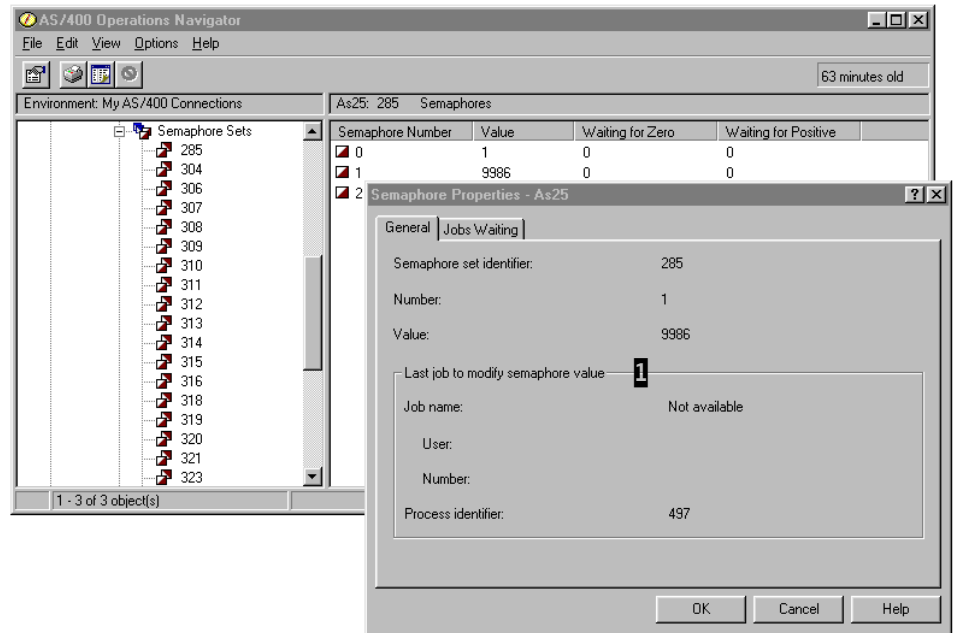 AS/400 Operations Navigator
File Edit View Options Help
63 minutes old
Environment: My AS/400 Connections
As25: 285 Semaphores
Semaphore Sets
285
304
306
307
308
309
310
311
312
313
314
315
316
318
319
320
321
323
Semaphore Number Value Waiting for Zero Waiting for Positive
0 1 0 0
1 9986 0 0
2
1 - 3 of 3 object(s)
Semaphore Properties - As25
General Jobs Waiting
Semaphore set identifier: 285
Number: 1
Value: 9986
Last job to modify semaphore value 1
Job name: Not available
User:
Number:
Process identifier: 497
OK Cancel Help